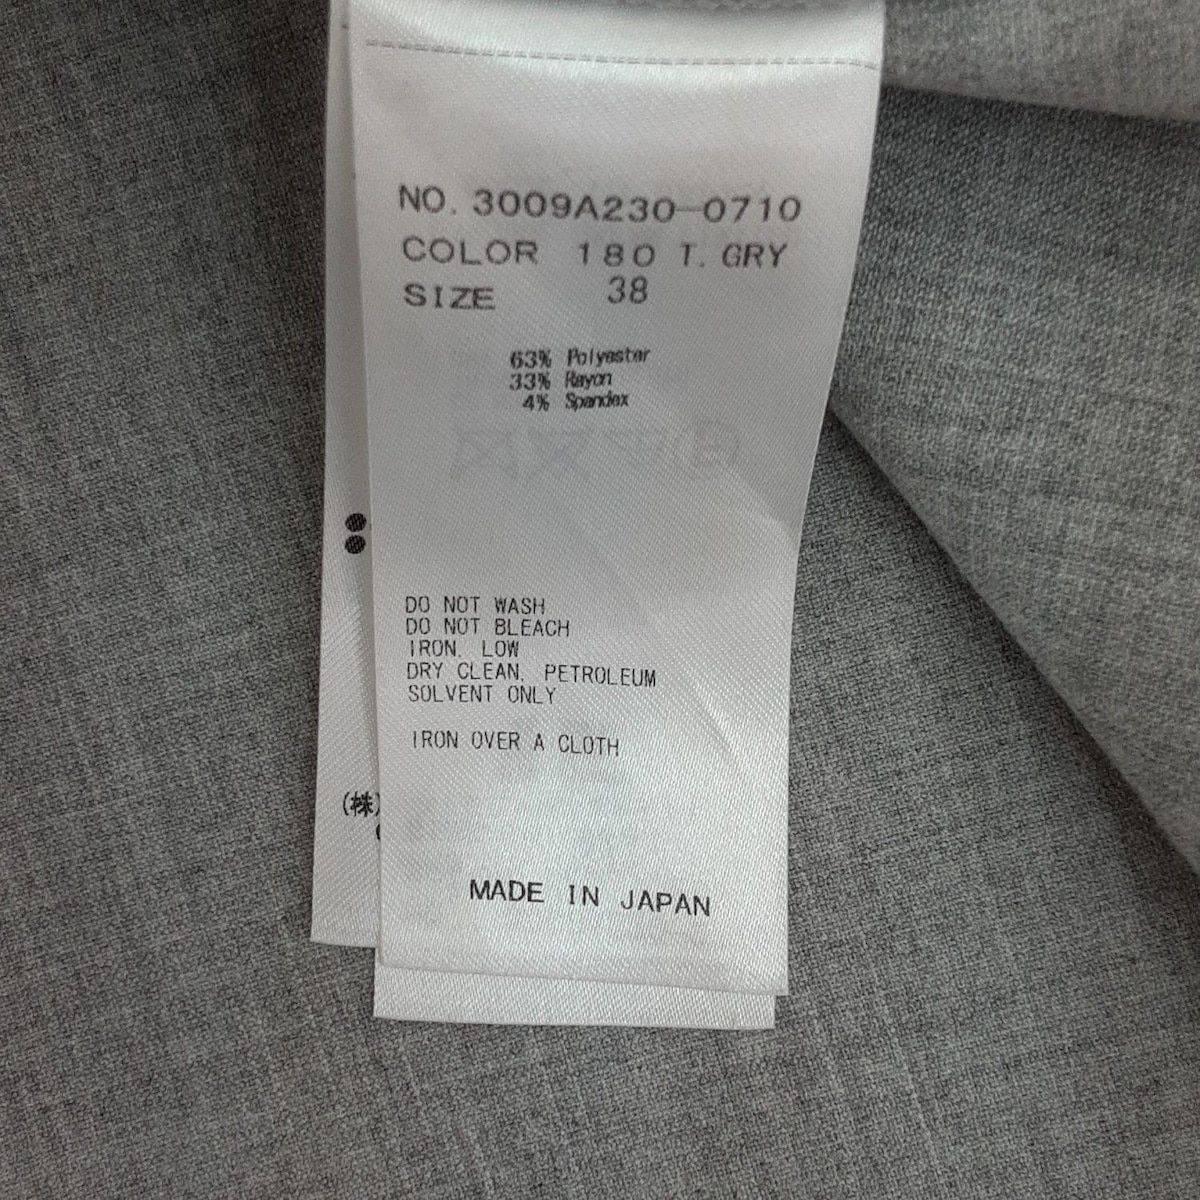 NO. 3009A230-0710
COLOR 180 T. GRY
SIZE 38
63% Polyester
33% Rayon
4% Spandex
DO NOT WASH
DO NOT BLEACH
IRON. LOW
DRY CLEAN. PETROLEUM
SOLVENT ONLY
IRON OVER A CLOTH
(株)
MADE IN JAPAN